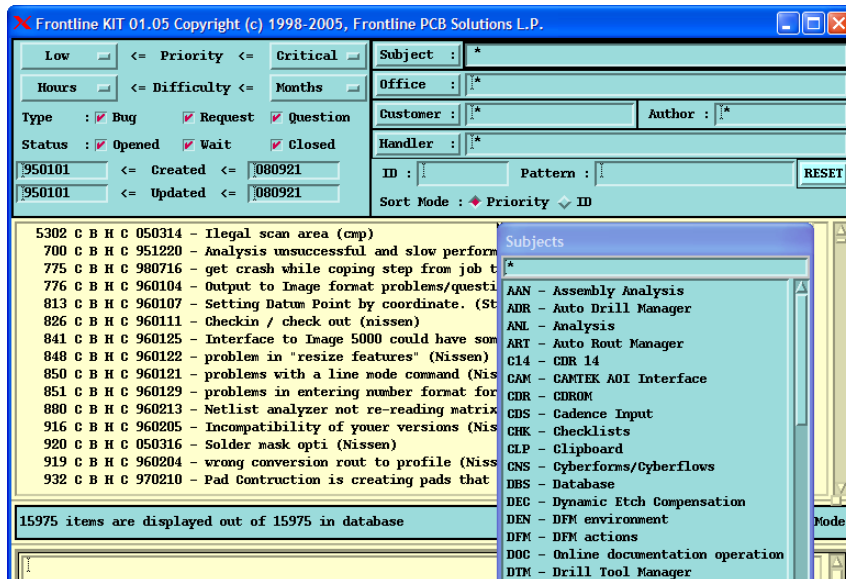 Frontline KIT 01.05 Copyright (c) 1998-2005, Frontline PCB Solutions L.P.
Low <= Priority <= Critical
Subject : *
Hours <= Difficulty <= Months
Office : *
Type : Bug Request Question
Customer : * Author : *
Status : Opened Wait Closed
Handler : *
950101 <= Created <= 080921
ID : Pattern : RESET
950101 <= Updated <= 080921
Sort Mode : Priority ID
5302 C B H C 050314 - Ilegal scan area (cmp)
700 C B H C 951220 - Analysis unsuccessful and slow perform
775 C B H C 980716 - get crash while coping step from job t
776 C B H C 960104 - Output to Image format problems/questi
813 C B H C 960107 - Setting Datum Point by coordinate. (St
826 C B H C 960111 - Checkin / check out (nissen)
841 C B H C 960125 - Interface to Image 5000 could have som
848 C B H C 960122 - problem in "resize features" (Nissen)
850 C B H C 960121 - problems with a line mode command (Nis
851 C B H C 960129 - problems in entering number format for
880 C B H C 960213 - Netlist analyzer not re-reading matrix
916 C B H C 960205 - Incompatibility of youer versions (Nis
920 C B H C 050316 - Solder mask opti (Nissen)
919 C B H C 960204 - wrong conversion rout to profile (Niss
932 C B H C 970210 - Pad Contruction is creating pads that
15975 items are displayed out of 15975 in database
Mode
Subjects
*
AAN - Assembly Analysis
ADR - Auto Drill Manager
ANL - Analysis
ART - Auto Rout Manager
C14 - CDR 14
CAM - CAMTEK AOI Interface
CDR - CDROM
CDS - Cadence Input
CHK - Checklists
CLP - Clipboard
CNS - Cyberforms/Cyberflows
DBS - Database
DEC - Dynamic Etch Compensation
DEN - DFM environment
DFM - DFM actions
DOC - Online documentation operation
DTM - Drill Tool Manager